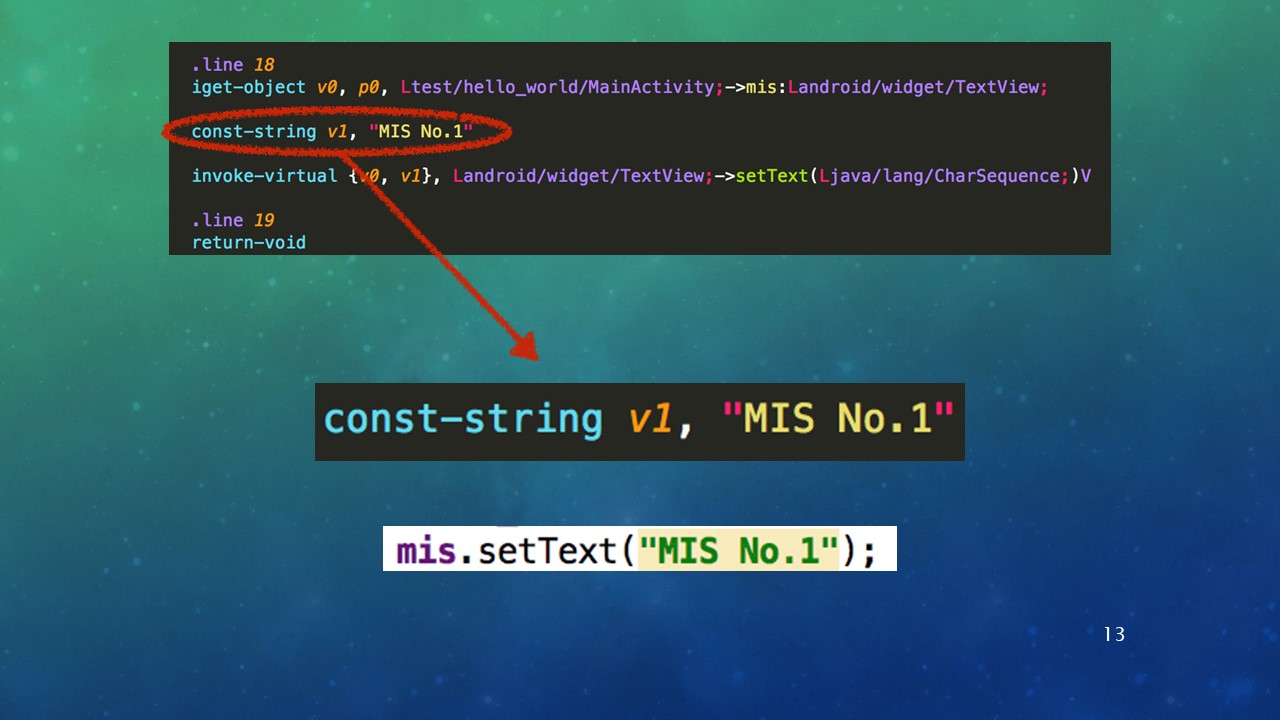 .line 18
iget-object v0, p0, Ltest/hello_world/MainActivity;->mis:Landroid/widget/TextView;
const-string v1, "MIS No.1"
invoke-virtual {v0, v1}, Landroid/widget/TextView;->setText(Ljava/lang/CharSequence;)V
.line 19
return-void
const-string v1, "MIS No.1"
mis.setText("MIS No.1");
13